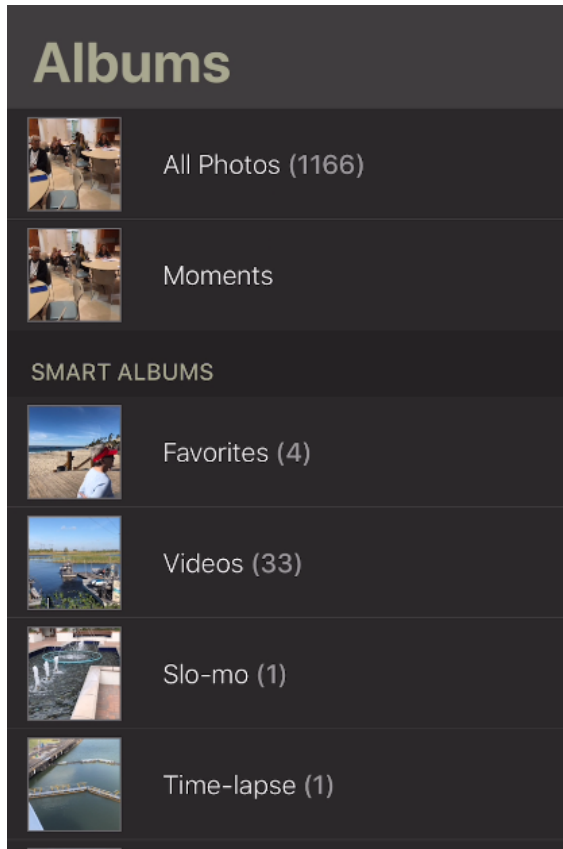 Albums
All Photos (1166)
Moments
SMART ALBUMS
Favorites (4)
Videos (33)
Slo-mo (1)
Time-lapse (1)